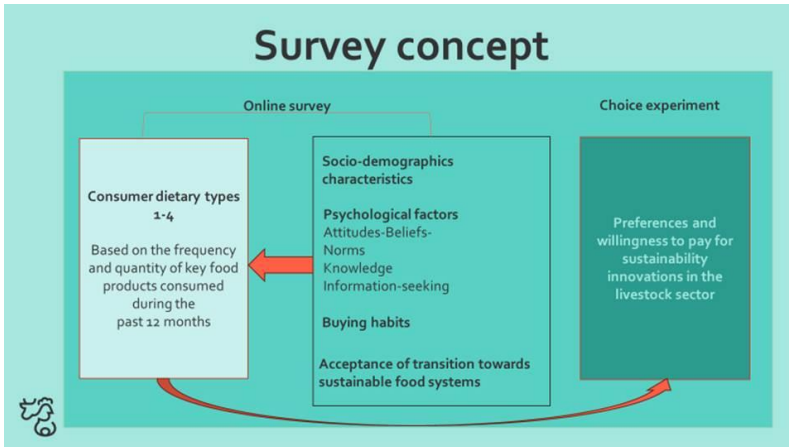 Survey concept
Online survey
Choice experiment
Consumer dietary types
1-4
Based on the frequency
and quantity of key food
products consumed
during the
past 12 months
Socio-demographics
characteristics
Psychological factors
Attitudes-Beliefs-
Norms
Knowledge
Information-seeking
Buying habits
Acceptance of transition towards
sustainable food systems
Preferences and
willingness to pay for
sustainability
innovations in the
livestock sector